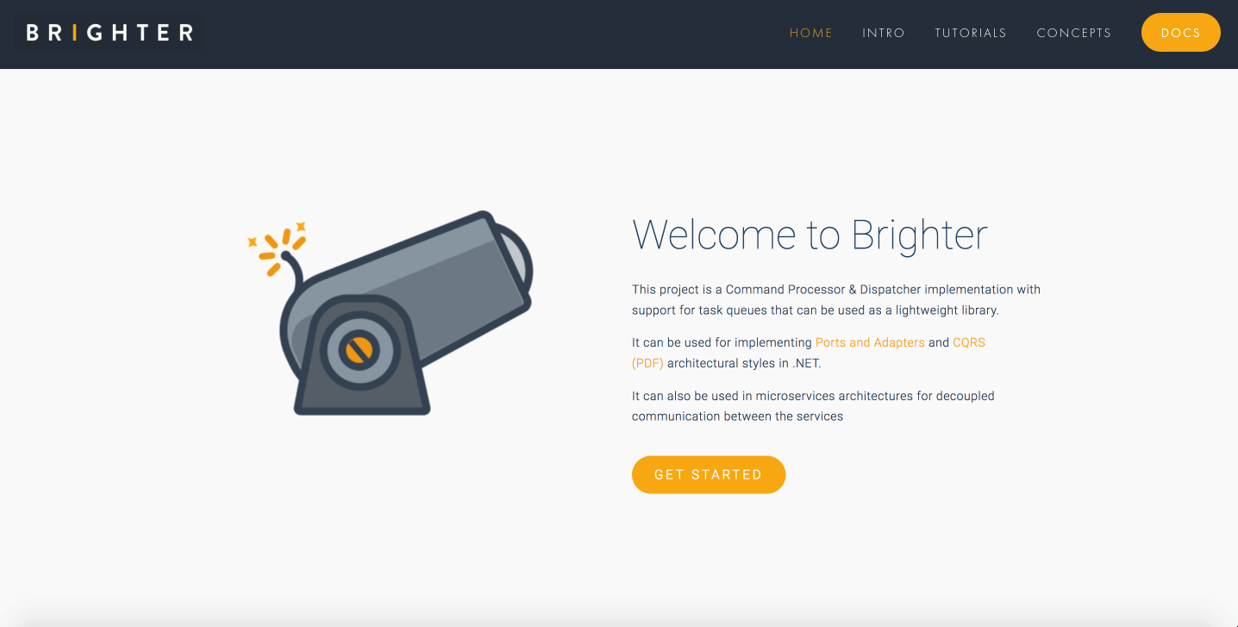 BRIGHTER
HOME
INTRO
TUTORIALS
CONCEPTS
DOCS
Welcome to Brighter
This project is a Command Processor & Dispatcher implementation with
support for task queues that can be used as a lightweight library.
It can be used for implementing Ports and Adapters and CQRS
(PDF) architectural styles in .NET.
It can also be used in microservices architectures for decoupled
communication between the services
GET STARTED